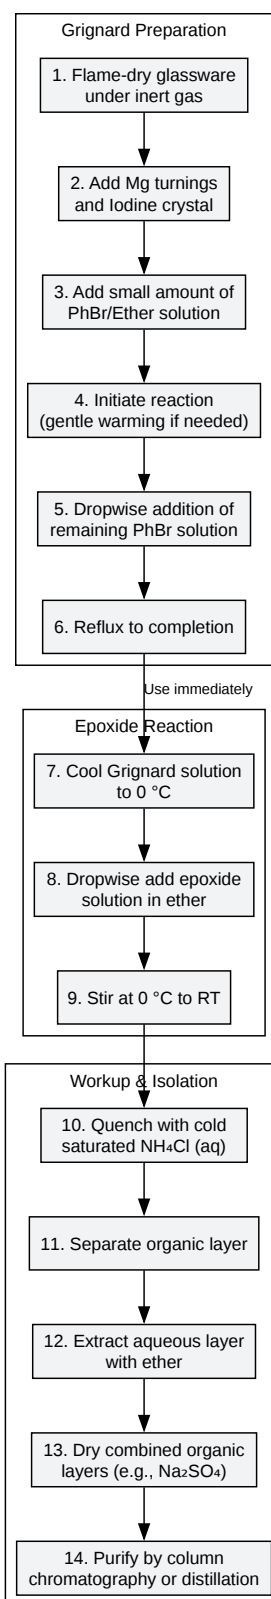 Grignard Preparation
1. Flame-dry glassware
under inert gas
2. Add Mg turnings
and Iodine crystal
3. Add small amount of
PhBr/Ether solution
4. Initiate reaction
(gentle warming if needed)
5. Dropwise addition of
remaining PhBr solution
6. Reflux to completion
Use immediately
Epoxide Reaction
7. Cool Grignard solution
to 0 °C
8. Dropwise add epoxide
solution in ether
9. Stir at 0 °C to RT
Workup & Isolation
10. Quench with cold
saturated NH₄Cl (aq)
11. Separate organic layer
12. Extract aqueous layer
with ether
13. Dry combined organic
layers (e.g., Na₂SO₄)
14. Purify by column
chromatography or distillation